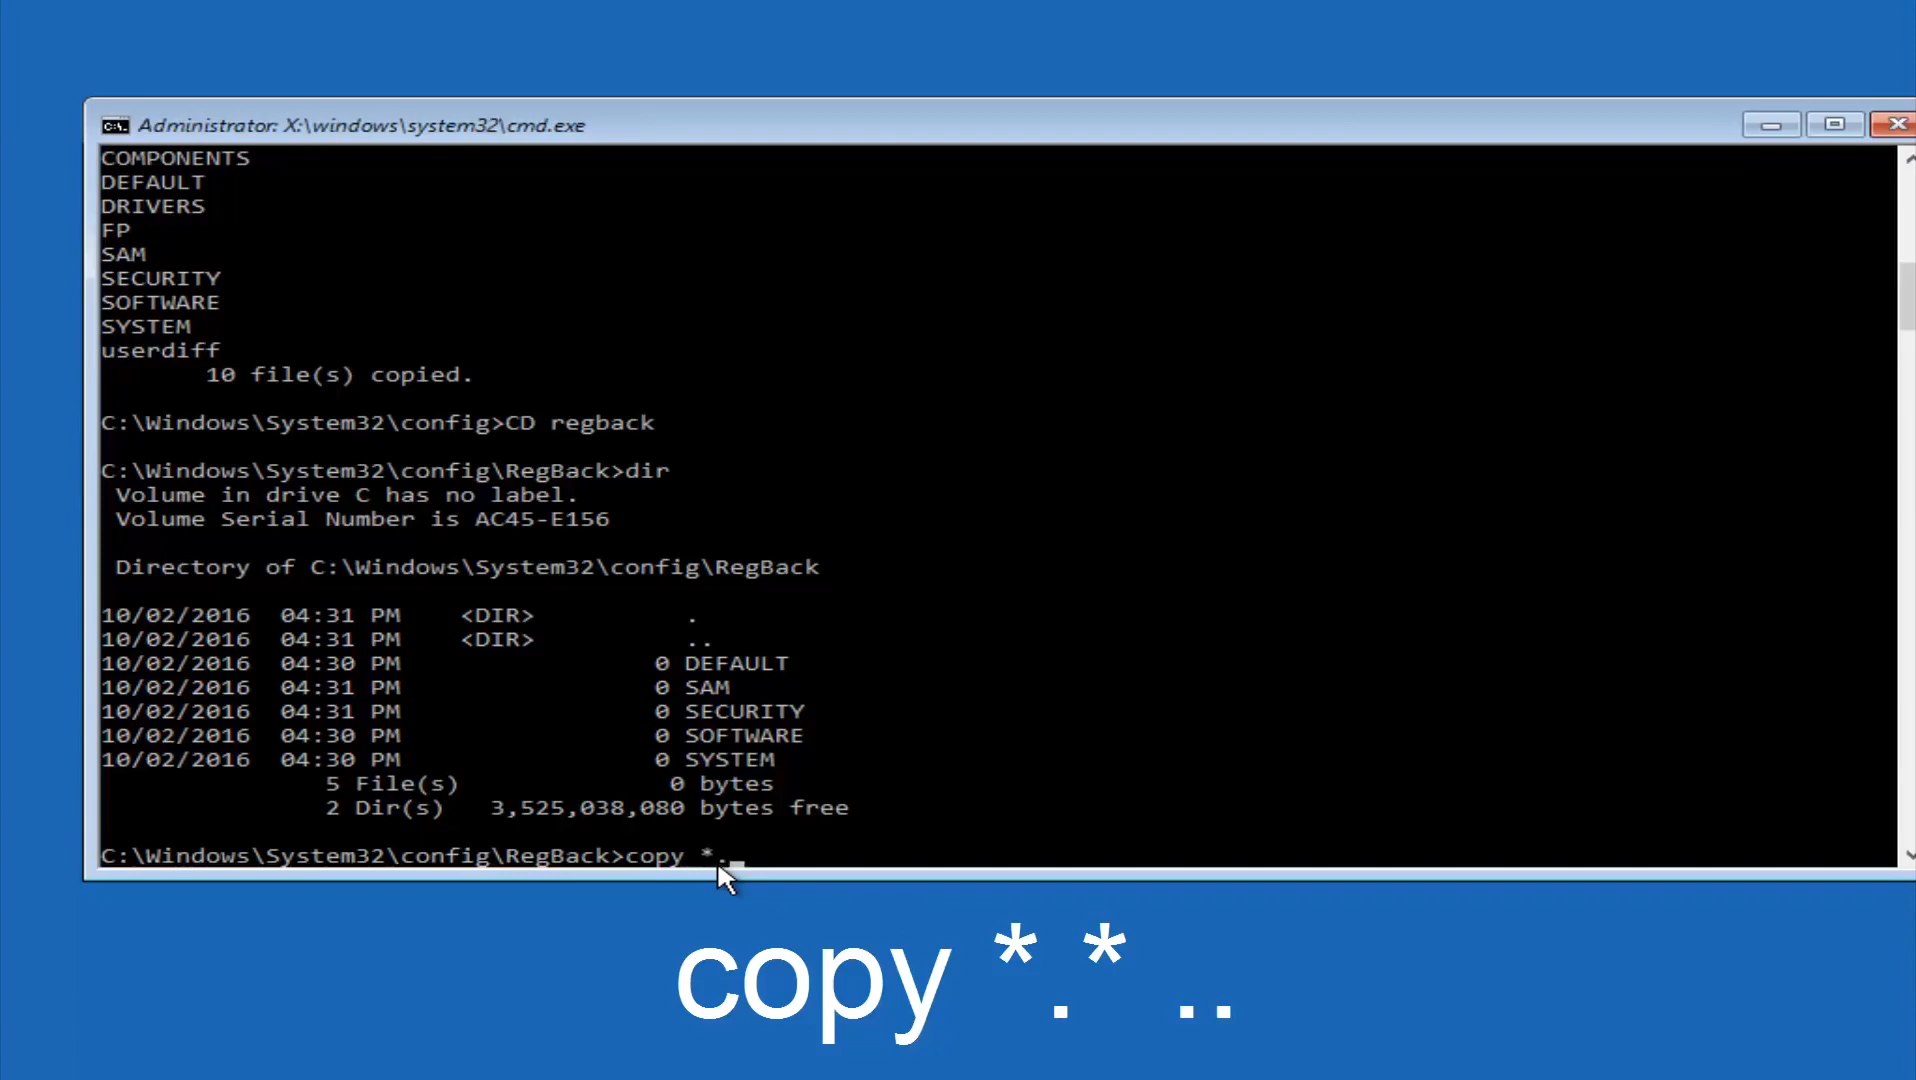 Administrator: X:\windows\system32\cmd.exe
COMPONENTS
DEFAULT
DRIVERS
FP
SAM
SECURITY
SOFTWARE
SYSTEM
userdiff
       10 file(s) copied.
C:\Windows\System32\config>CD regback
C:\Windows\System32\config\RegBack>dir
 Volume in drive C has no label.
 Volume Serial Number is AC45-E156
 Directory of C:\Windows\System32\config\RegBack
10/02/2016  04:31 PM    <DIR>          .
10/02/2016  04:31 PM    <DIR>          ..
10/02/2016  04:30 PM                 0 DEFAULT
10/02/2016  04:31 PM                 0 SAM
10/02/2016  04:31 PM                 0 SECURITY
10/02/2016  04:30 PM                 0 SOFTWARE
10/02/2016  04:30 PM                 0 SYSTEM
               5 File(s)              0 bytes
               2 Dir(s)   3,525,038,080 bytes free
C:\Windows\System32\config\RegBack>copy *._
copy *.* ..